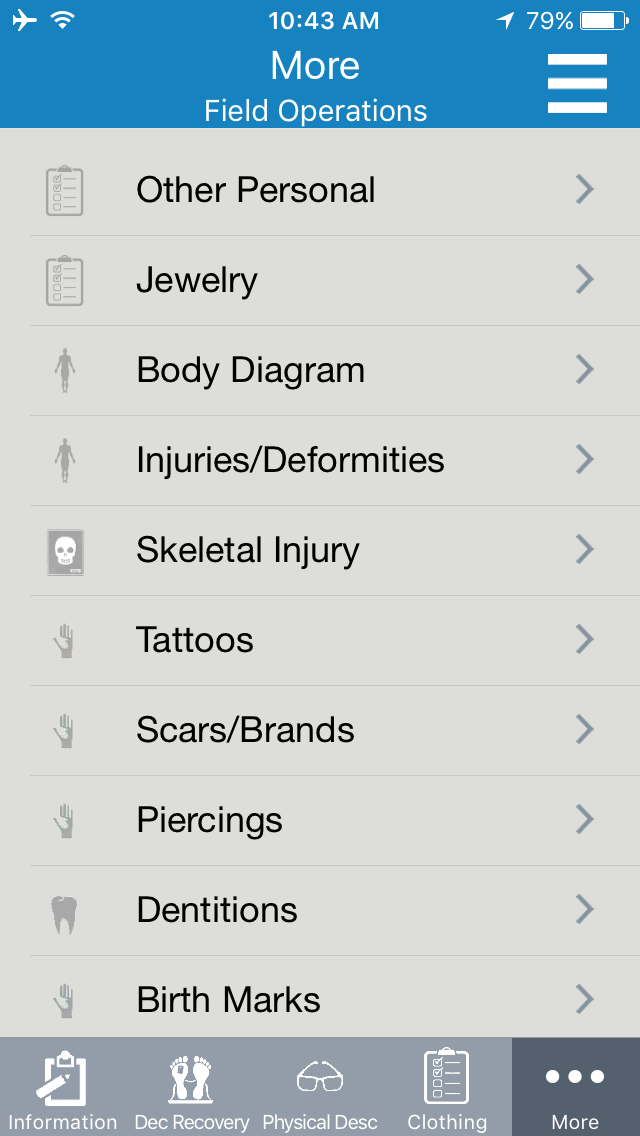 10:43 AM
79%
More
Field Operations
Other Personal
Jewelry
Body Diagram
Injuries/Deformities
Skeletal Injury
Tattoos
Scars/Brands
Piercings
Dentitions
Birth Marks
Information
Dec Recovery
Physical Desc
Clothing
More